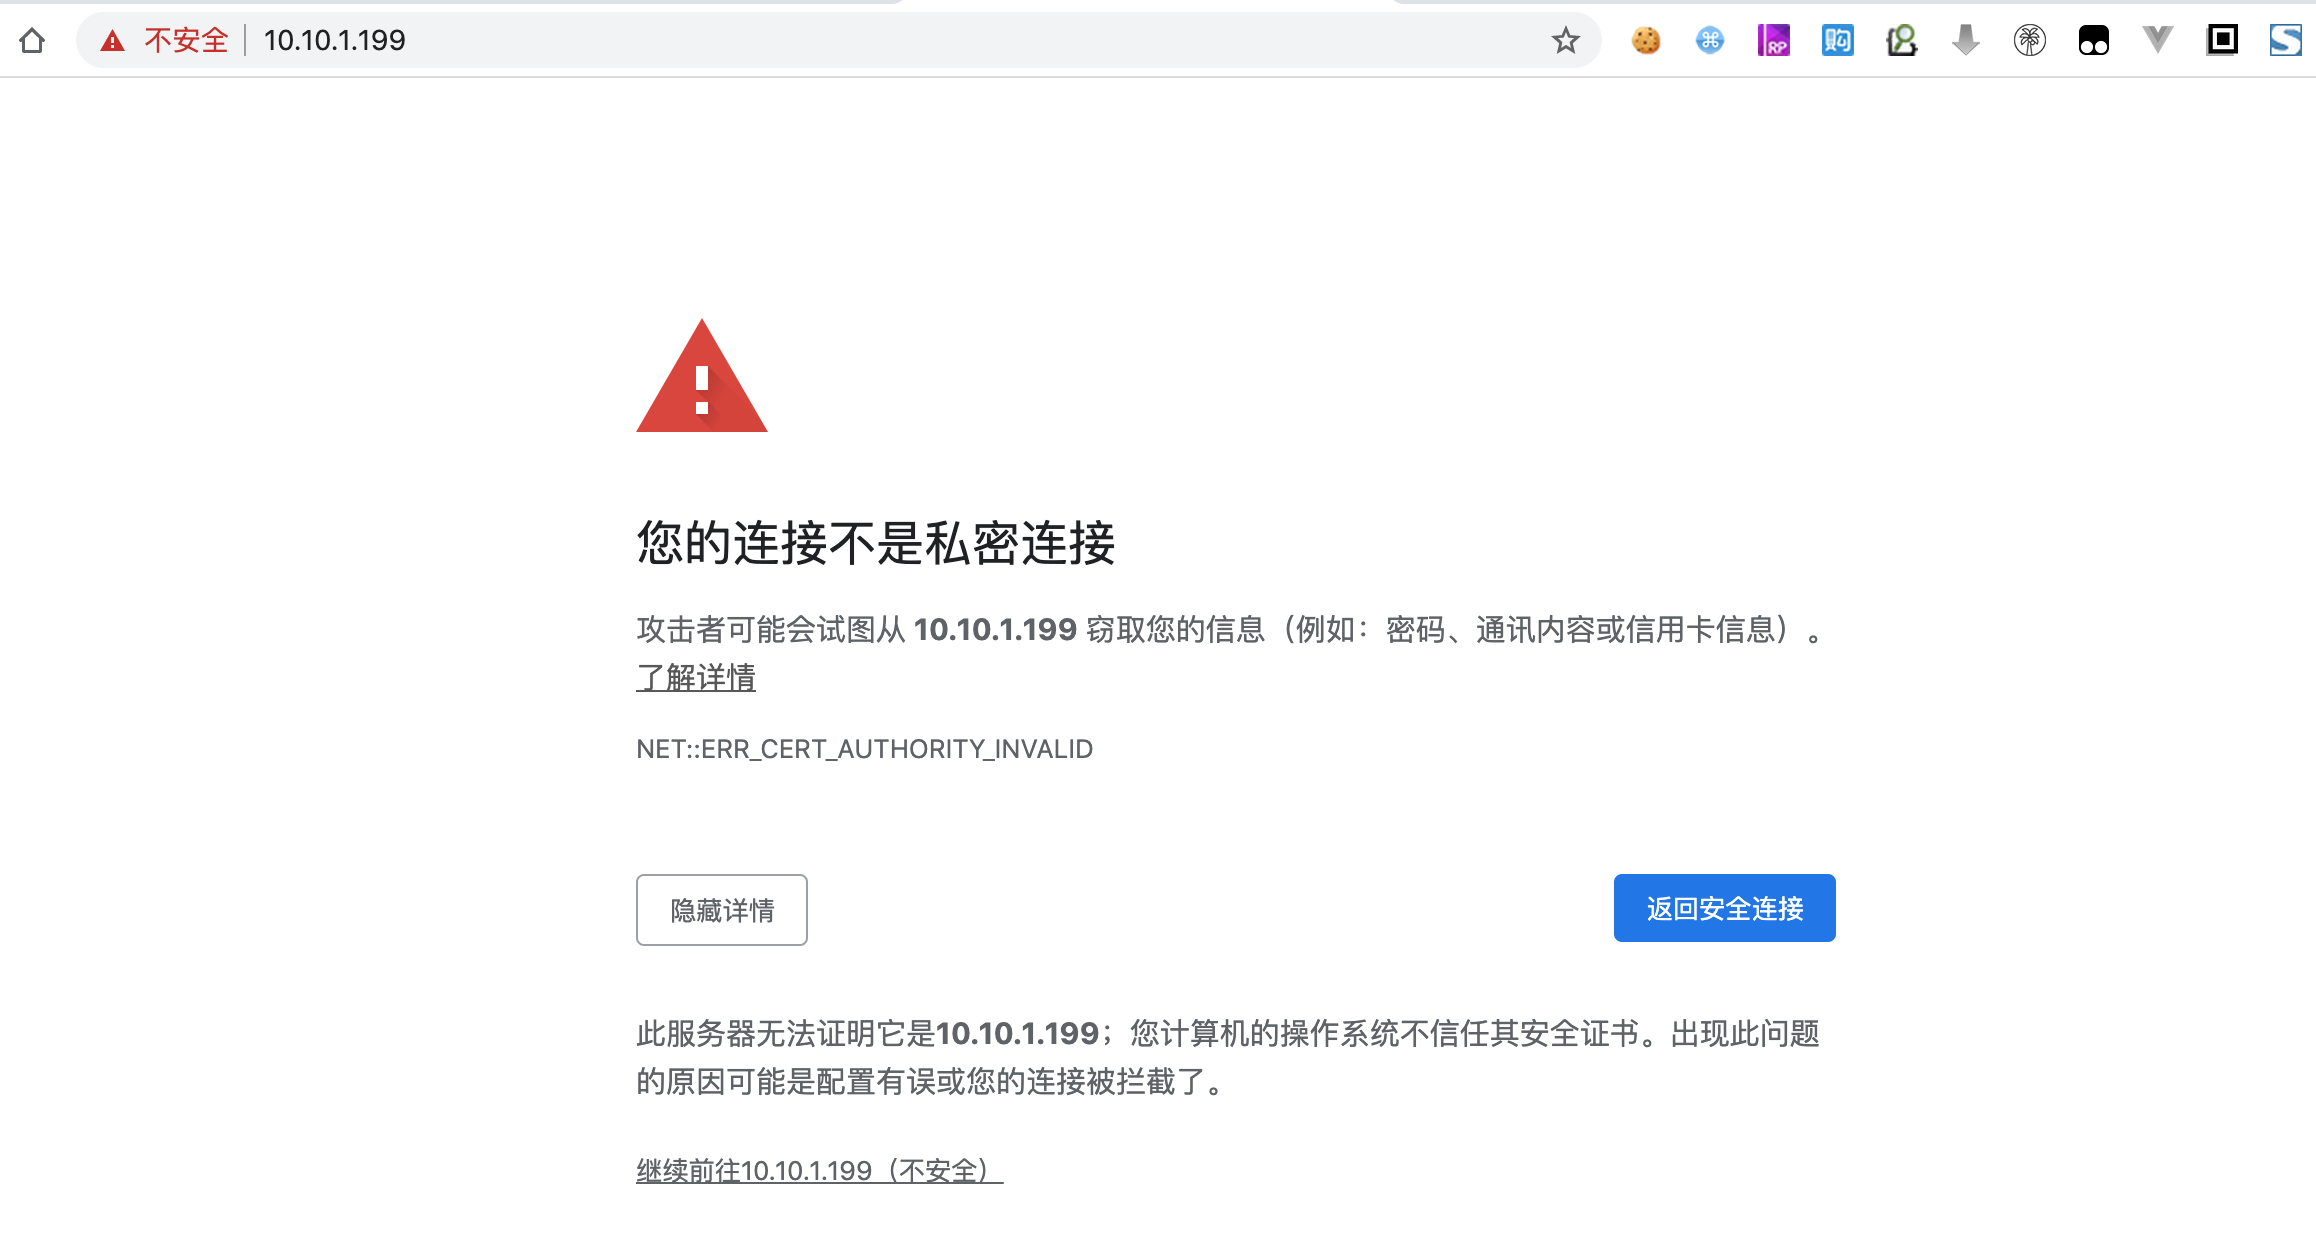 不安全 10.10.1.199
RP 购
您的连接不是私密连接
攻击者可能会试图从 10.10.1.199 窃取您的信息（例如：密码、通讯内容或信用卡信息）。
了解详情
NET::ERR_CERT_AUTHORITY_INVALID
隐藏详情 返回安全连接
此服务器无法证明它是10.10.1.199；您计算机的操作系统不信任其安全证书。出现此问题
的原因可能是配置有误或您的连接被拦截了。
继续前往10.10.1.199（不安全）